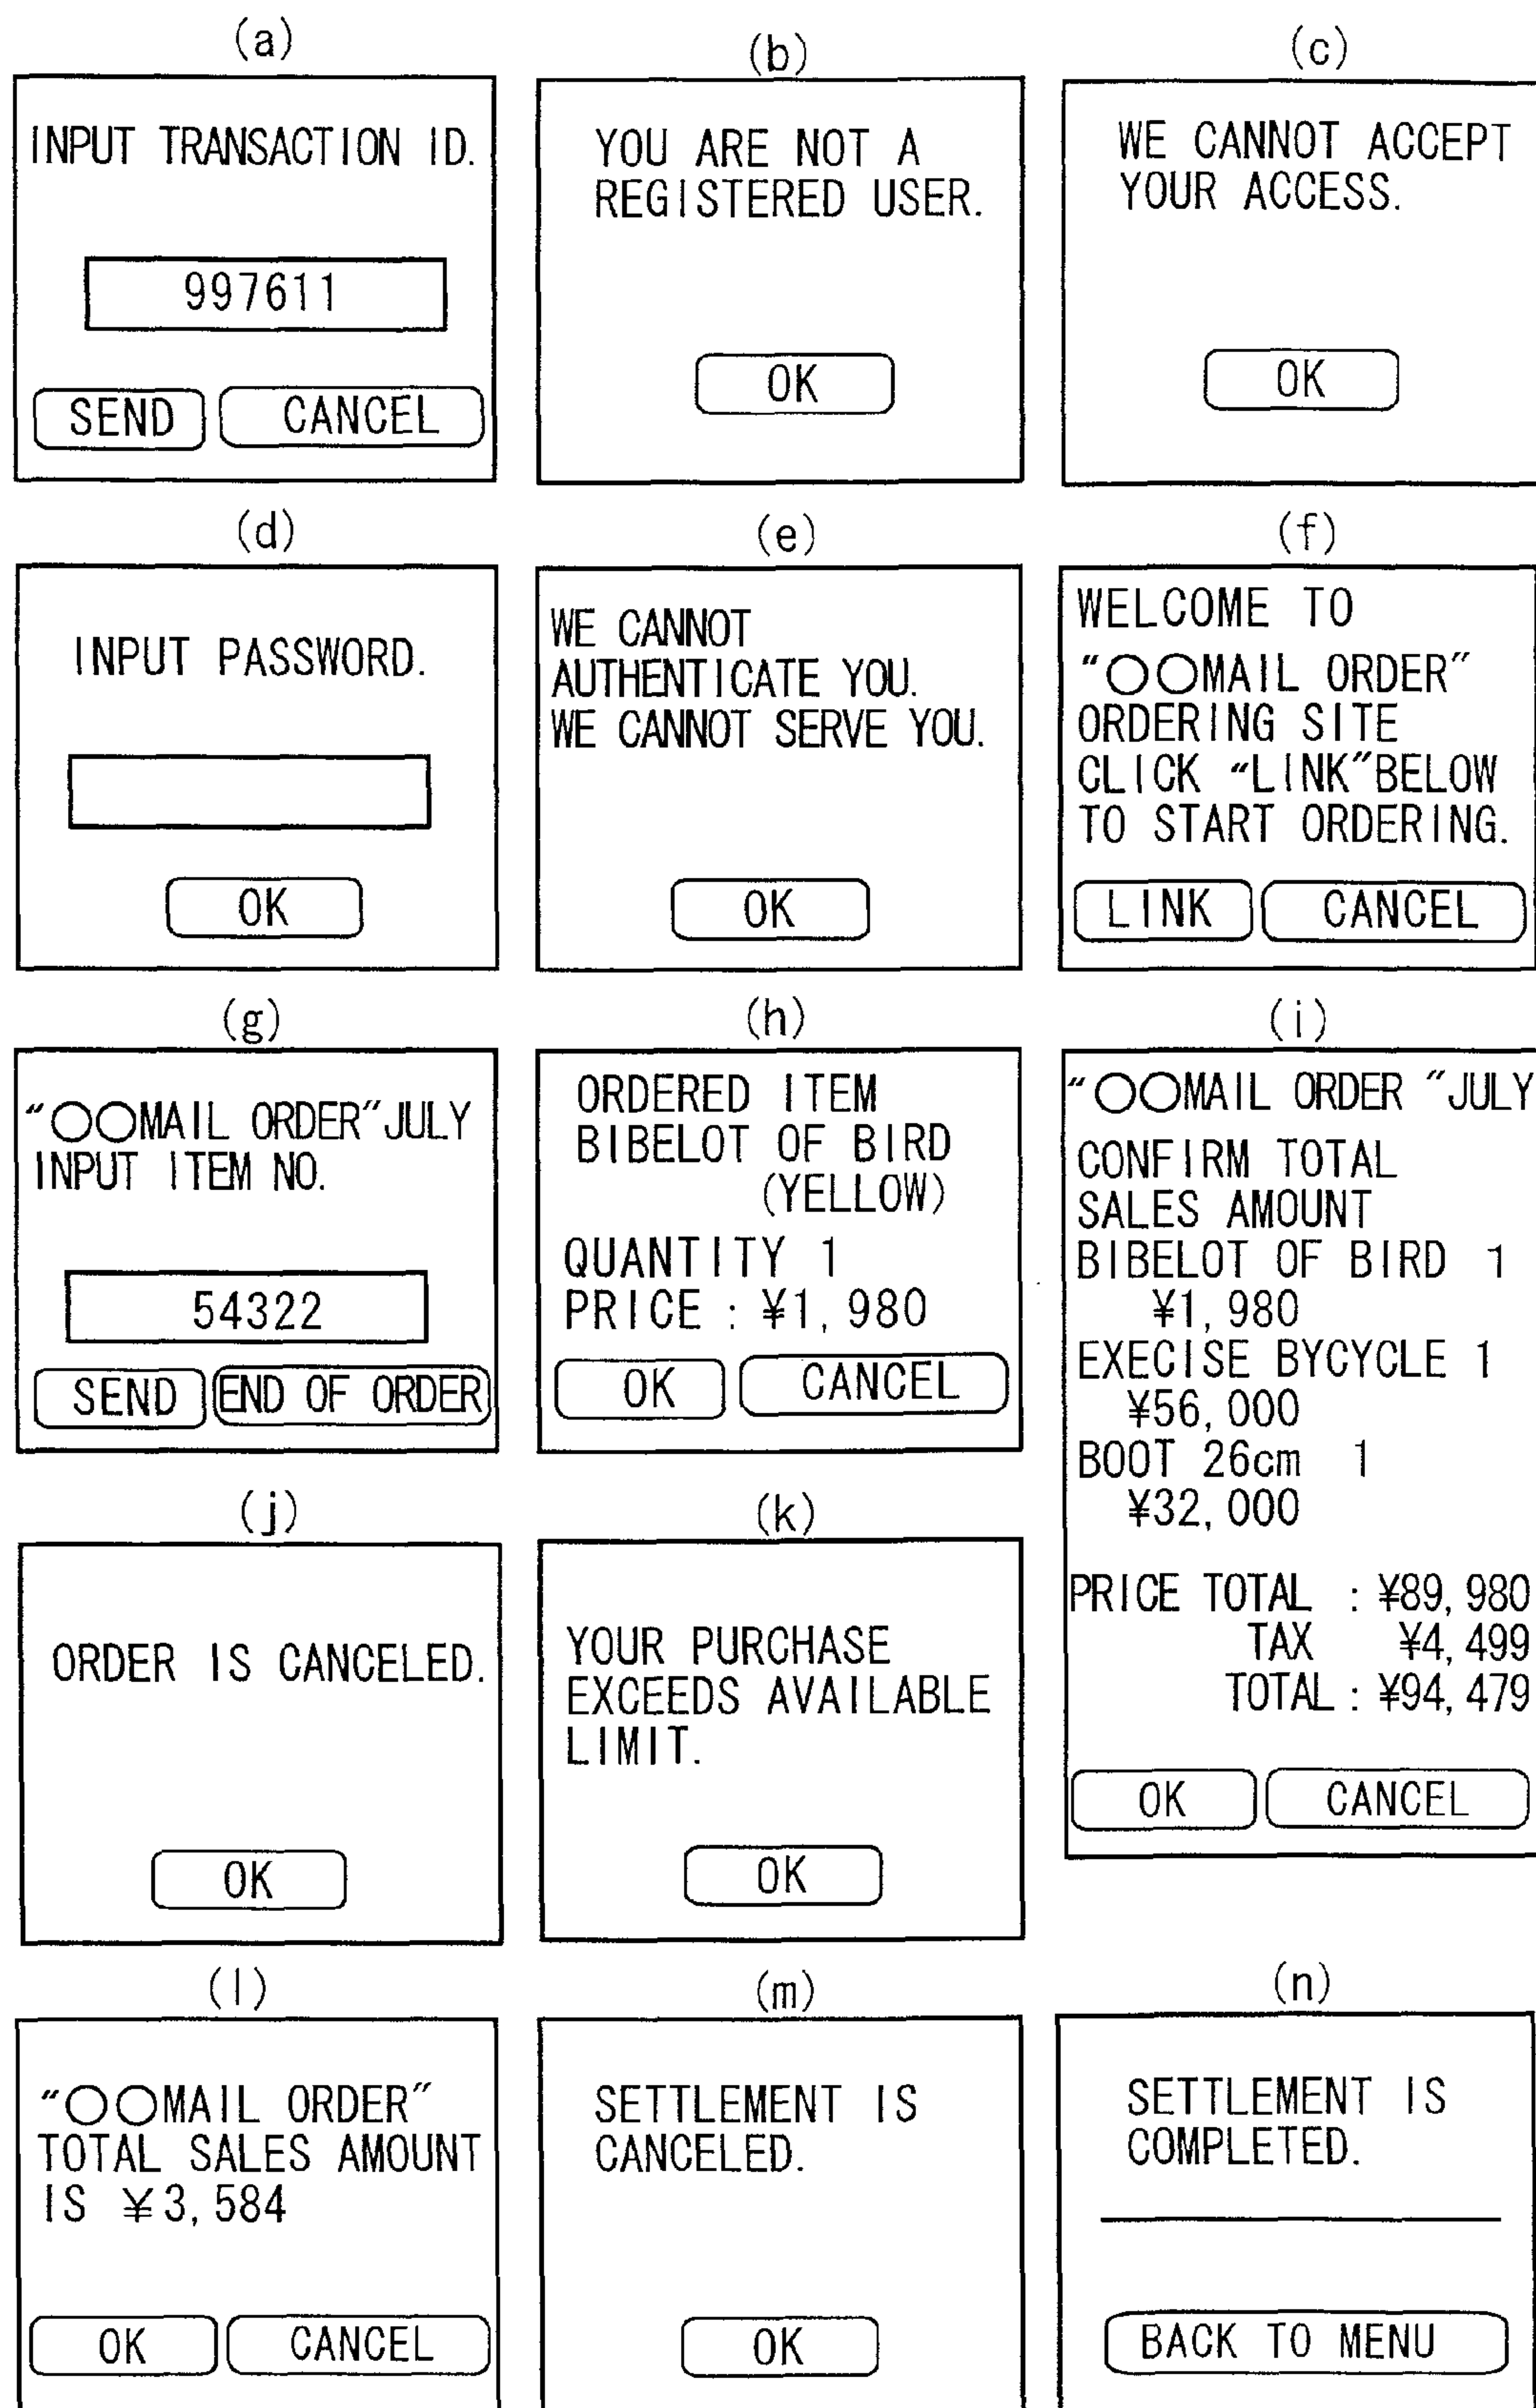 (a)
INPUT TRANSACTION ID.
997611
SEND CANCEL
(b)
YOU ARE NOT A
REGISTERED USER.
OK
(c)
WE CANNOT ACCEPT
YOUR ACCESS.
OK
(d)
INPUT PASSWORD.
OK
(e)
WE CANNOT
AUTHENTICATE YOU.
WE CANNOT SERVE YOU.
OK
(f)
WELCOME TO
“○○MAIL ORDER”
ORDERING SITE
CLICK “LINK”BELOW
TO START ORDERING.
LINK CANCEL
(g)
“○○MAIL ORDER”JULY
INPUT ITEM NO.
54322
SEND END OF ORDER
(h)
ORDERED ITEM
BIBELOT OF BIRD
(YELLOW)
QUANTITY 1
PRICE : ¥1, 980
OK CANCEL
(i)
“○○MAIL ORDER ”JULY
CONFIRM TOTAL
SALES AMOUNT
BIBELOT OF BIRD 1
¥1, 980
EXECISE BYCYCLE 1
¥56, 000
BOOT 26cm 1
¥32, 000
PRICE TOTAL : ¥89, 980
TAX ¥4, 499
TOTAL : ¥94, 479
OK CANCEL
(j)
ORDER IS CANCELED.
OK
(k)
YOUR PURCHASE
EXCEEDS AVAILABLE
LIMIT.
OK
(l)
“○○MAIL ORDER”
TOTAL SALES AMOUNT
IS ¥3, 584
OK CANCEL
(m)
SETTLEMENT IS
CANCELED.
OK
(n)
SETTLEMENT IS
COMPLETED.
BACK TO MENU